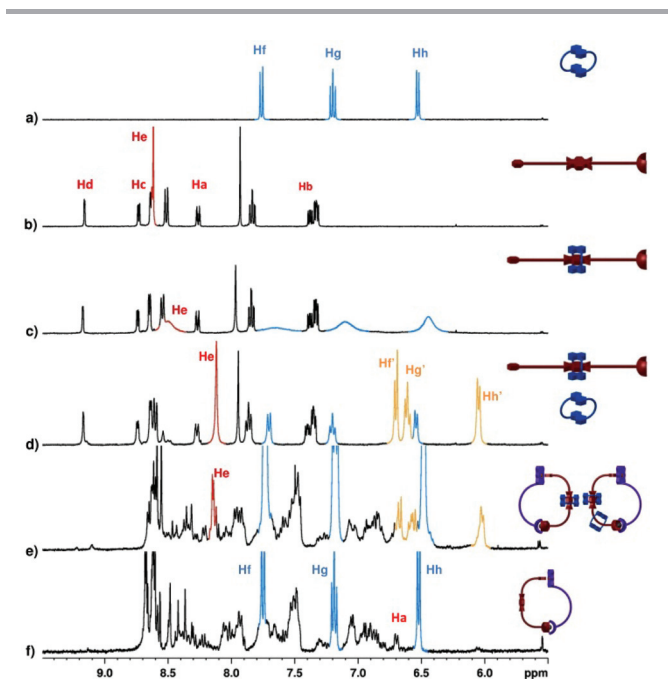 Hf Hg Hh
a)
He
Hd Hc Ha Hb
b)
He
c)
He Hf' Hg' Hh'
d)
He
e)
Hf Hg Hh
Ha
f)
9.0 8.5 8.0 7.5 7.0 6.5 6.0 ppm